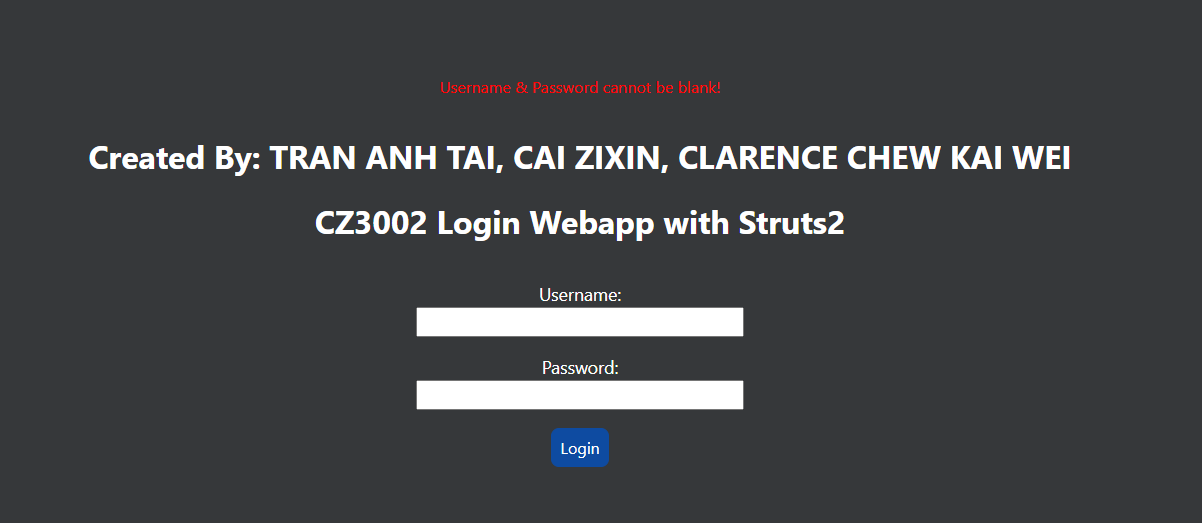 Username & Password cannot be blank!
Created By: TRAN ANH TAI, CAI ZIXIN, CLARENCE CHEW KAI WEI
CZ3002 Login Webapp with Struts2
Username:
Password:
Login